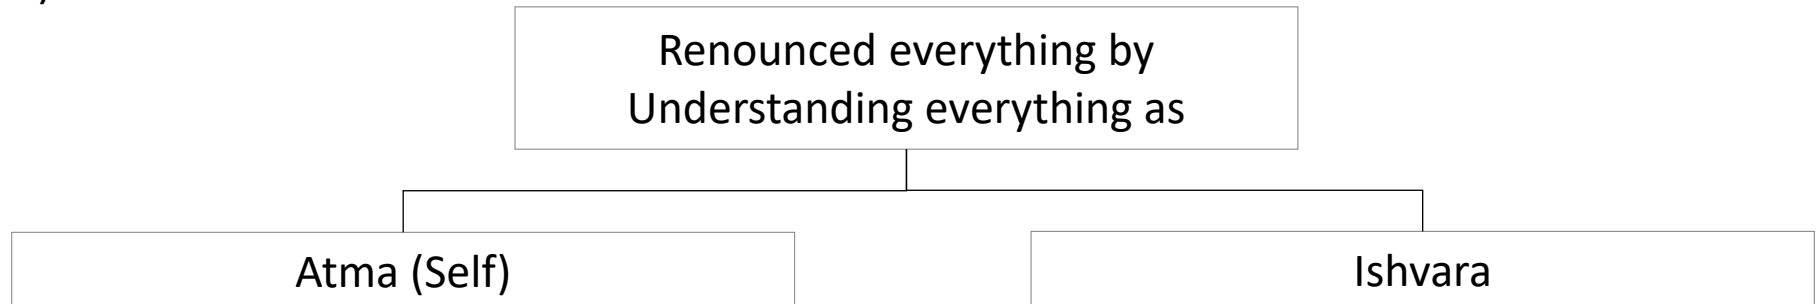 Renounced everything by
Understanding everything as
Atma (Self)
Ishvara